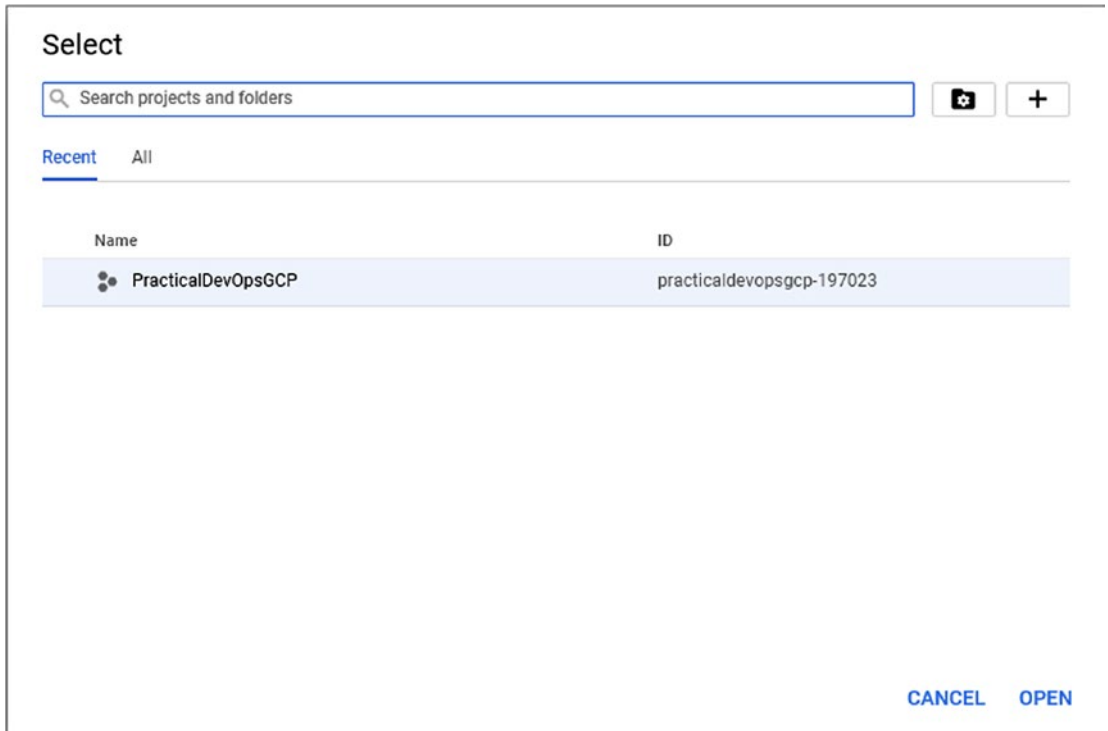 Select
Search projects and folders
Recent All
Name ID
PracticalDevOpsGCP practicaldevopsgcp-197023
CANCEL OPEN